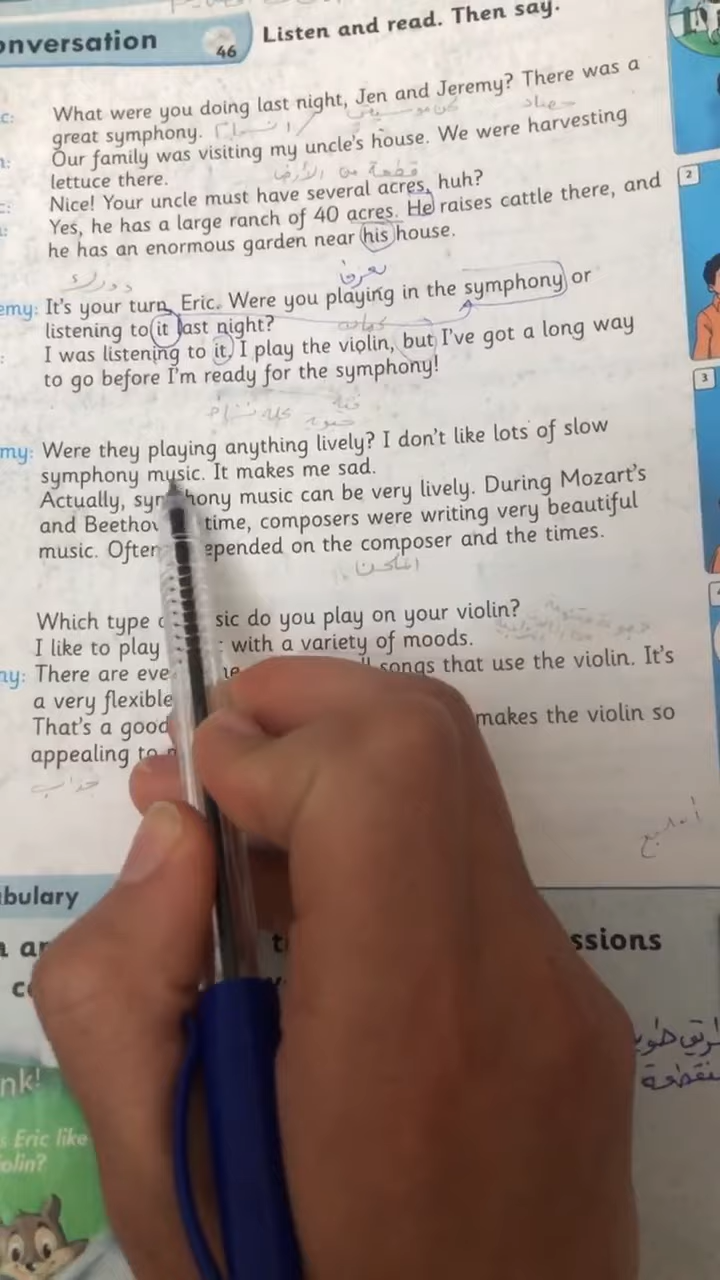 onversation 46 Listen and read. Then say.
c: What were you doing last night, Jen and Jeremy? There was a
great symphony.
Our family was visiting my uncle's house. We were harvesting
lettuce there.
Nice! Your uncle must have several acres, huh?
Yes, he has a large ranch of 40 acres. He raises cattle there, and
he has an enormous garden near his house.
2
دورك
emy: It's your turn, Eric. Were you playing in the symphony or
listening to it last night?
I was listening to it. I play the violin, but I've got a long way
to go before I'm ready for the symphony!
3
my: Were they playing anything lively? I don't like lots of slow
symphony music. It makes me sad.
Actually, sym hony music can be very lively. During Mozart's
and Beethov time, composers were writing very beautiful
music. Often epended on the composer and the times.
الملحن
Which type sic do you play on your violin?
I like to play with a variety of moods.
ny: There are eve songs that use the violin. It's
a very flexible
That's a good makes the violin so
appealing to
جذاب
bulary
ssions
nk!
s Eric like
olin?